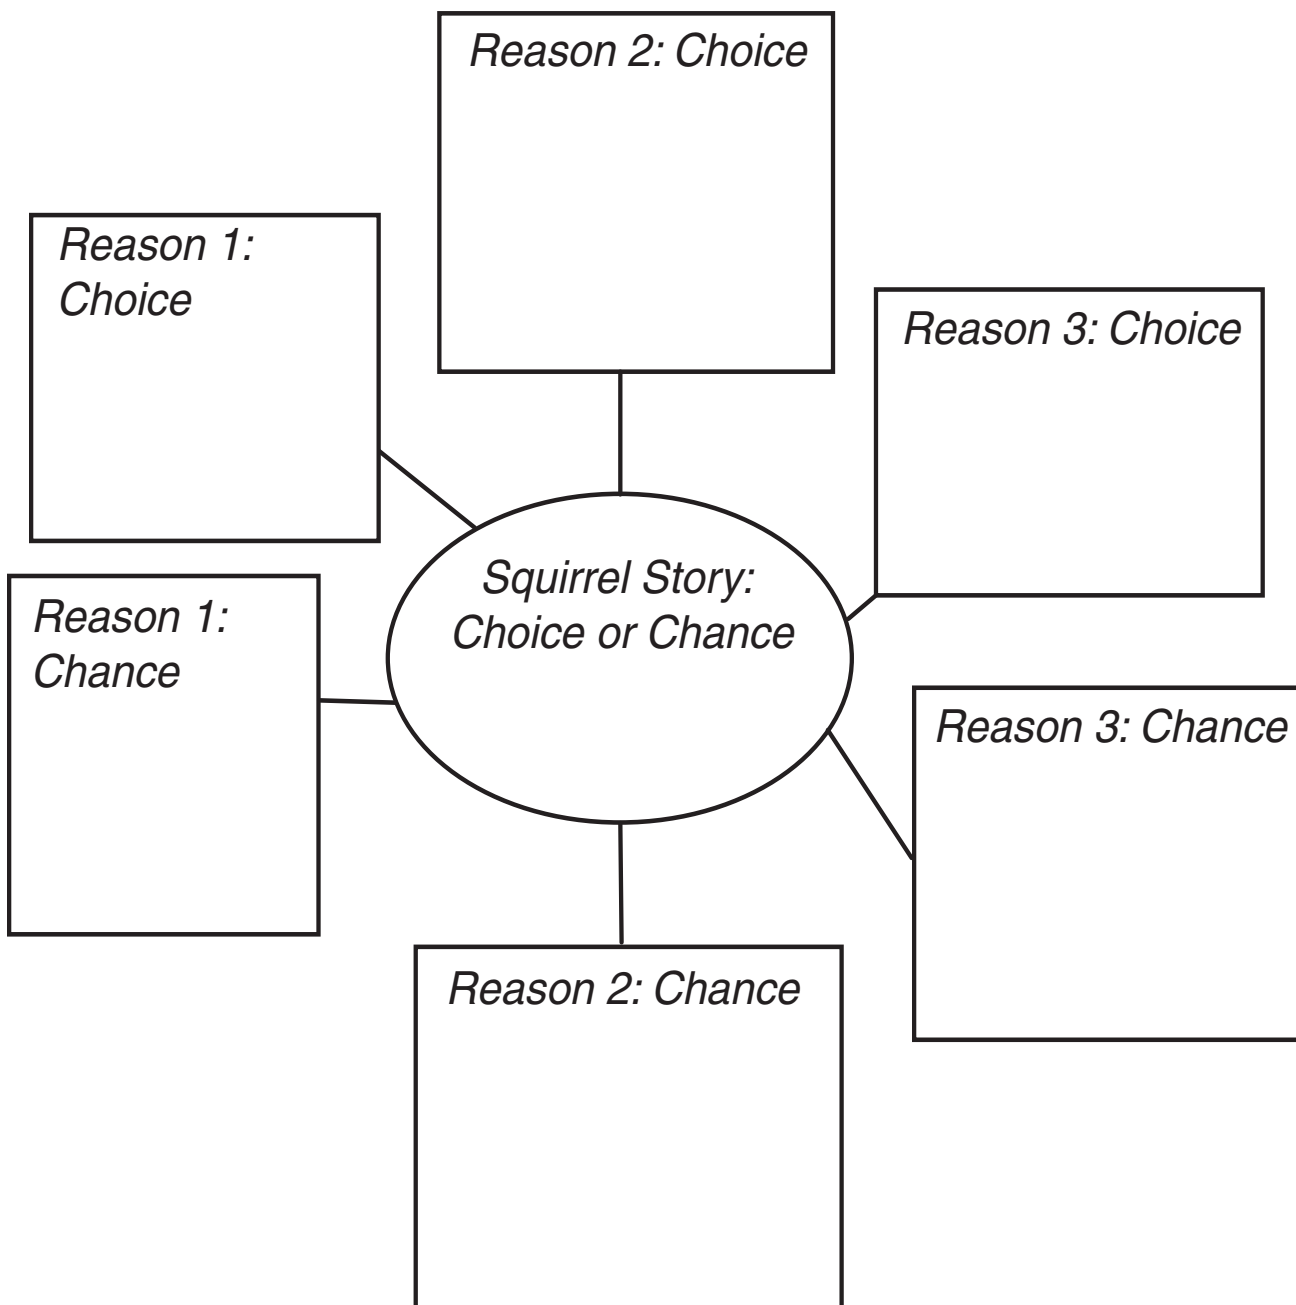 Reason 2: Choice
Reason 1:
Choice
Reason 3: Choice
Squirrel Story:
Choice or Chance
Reason 1:
Chance
Reason 3: Chance
Reason 2: Chance